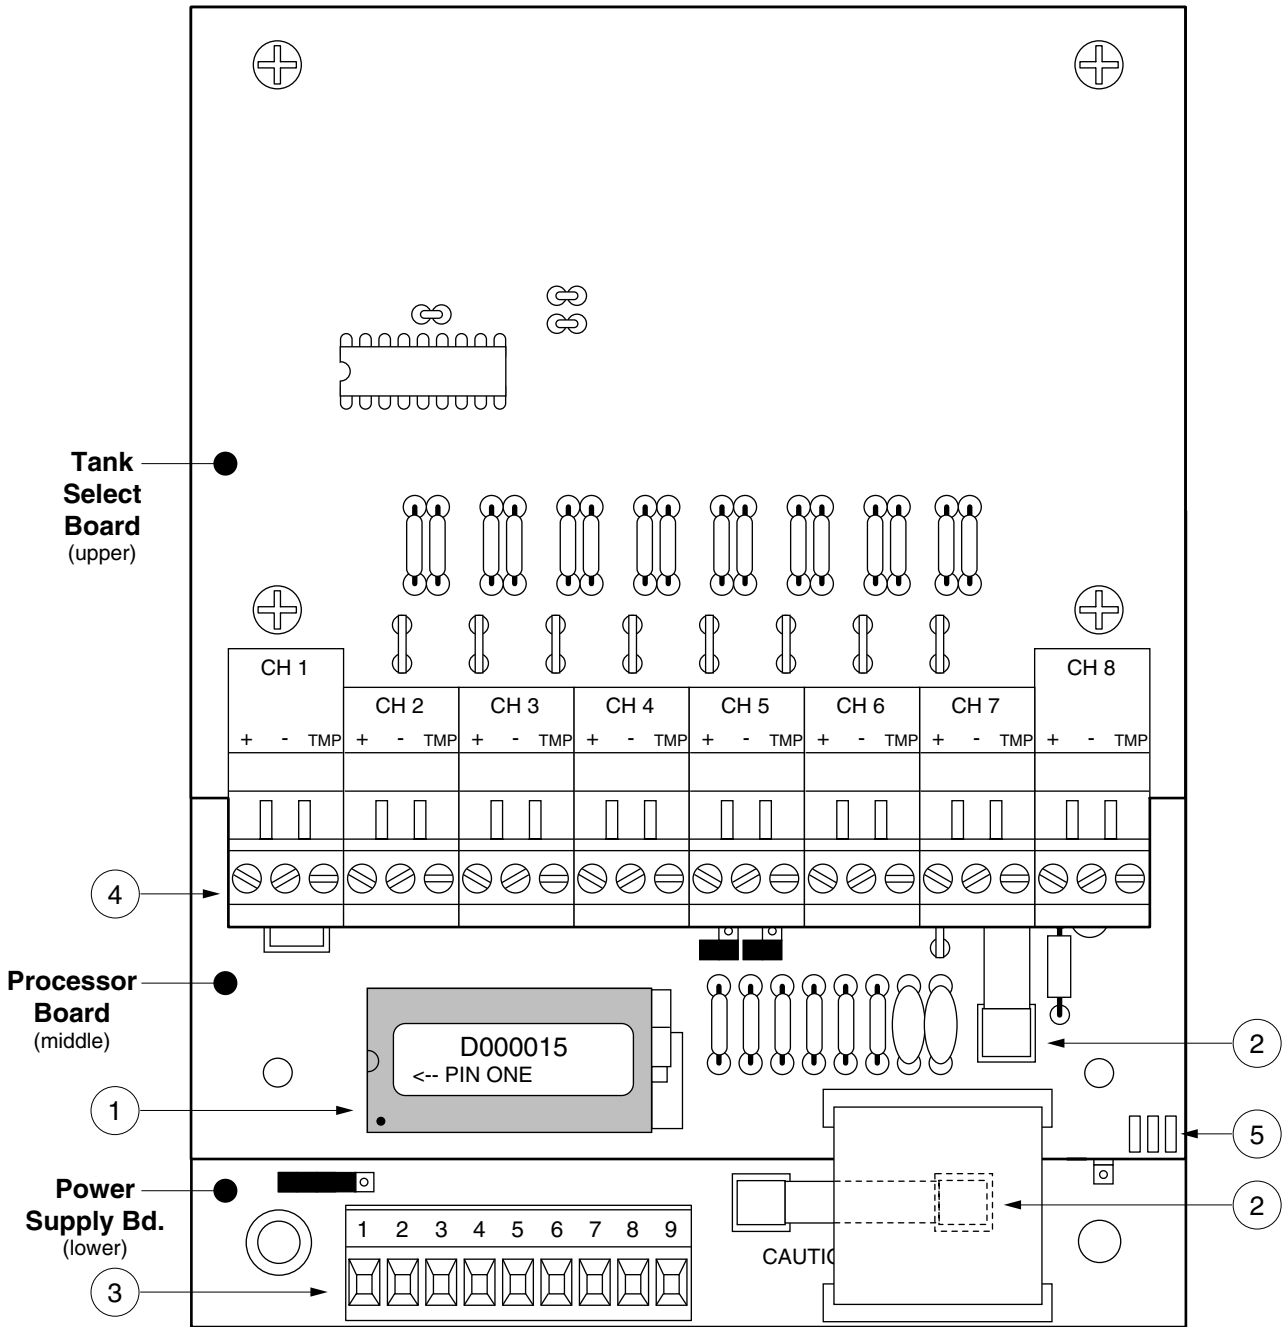 Tank
Select
Board
(upper)
CH 1
CH 8
CH 2
CH 3
CH 4
CH 5
CH 6
CH 7
+ - TMP + - TMP + - TMP + - TMP + - TMP + - TMP + - TMP + - TMP
4
Processor
Board
(middle)
D000015
<-- PIN ONE
2
1
5
Power
Supply Bd.
(lower)
2
1 2 3 4 5 6 7 8 9
CAUTIO
3